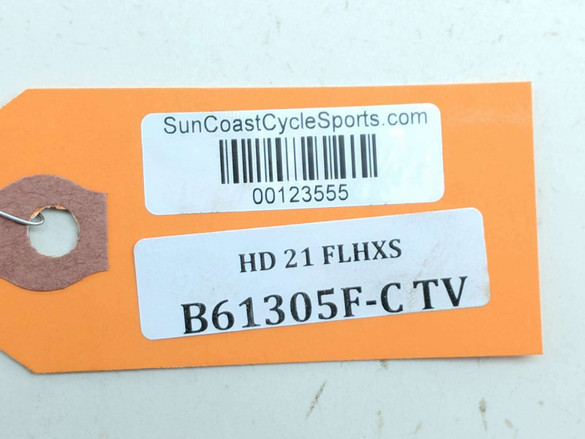 SunCoastCycleSports.com
00123555
HD 21 FLHXS
B61305F-C TV